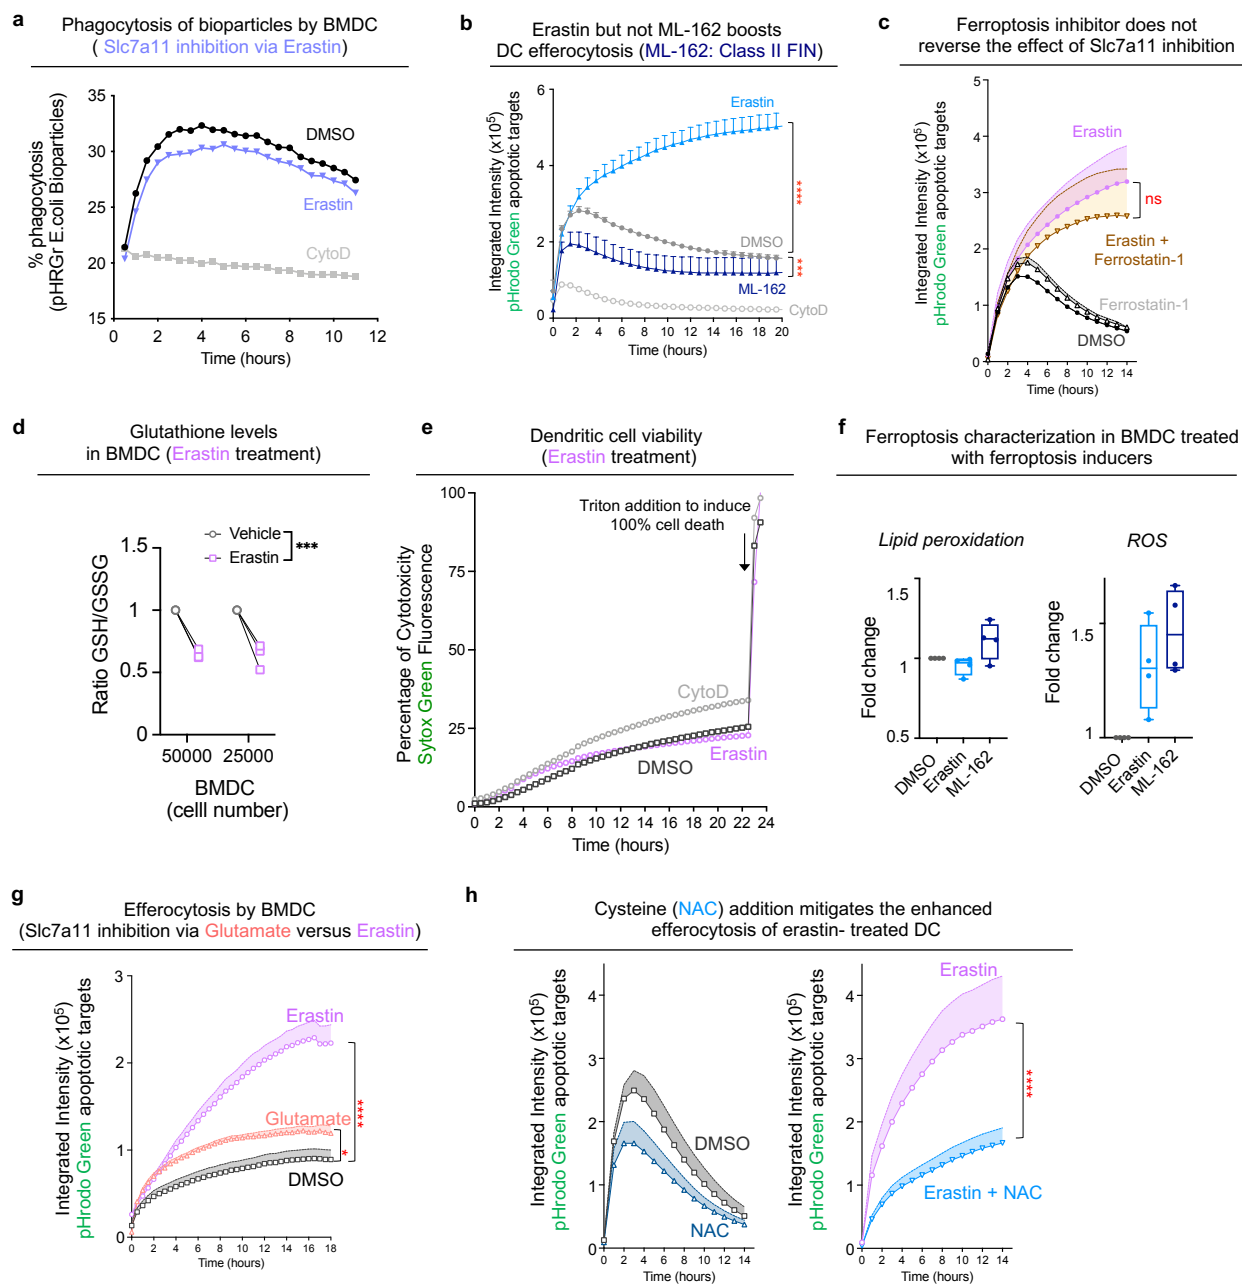 a
Phagocytosis of bioparticles by BMDC
( Slc7a11 inhibition via Erastin)
% phagocytosis
(pHRGr E.coli Bioparticles)
35
30
25
20
15
DMSO
Erastin
CytoD
0 2 4 6 8 10 12
Time (hours)
b
Erastin but not ML-162 boosts
DC efferocytosis (ML-162: Class II FIN)
Integrated Intensity (x10⁵)
pHrodo Green apoptotic targets
6
4
2
0
Erastin
DMSO
ML-162
CytoD
****
***
0 2 4 6 8 10 12 14 16 18 20
Time (hours)
c
Ferroptosis inhibitor does not
reverse the effect of Slc7a11 inhibition
Integrated Intensity (x10⁵)
pHrodo Green apoptotic targets
5
4
3
2
1
0
Erastin
ns
Erastin +
Ferrostatin-1
Ferrostatin-1
DMSO
0 2 4 6 8 10 12 14
Time (hours)
d
Glutathione levels
in BMDC (Erastin treatment)
Vehicle
Erastin
***
Ratio GSH/GSSG
1.5
1
0.5
0
50000 25000
BMDC
(celll number)
e
Dendritic cell viability
(Erastin treatment)
Percentage of Cytotoxicity
Sytox Green Fluorescence
100
75
50
25
0
Triton addition to induce
100% cell death
CytoD
DMSO
Erastin
0 2 4 6 8 10 12 14 16 18 20 22 24
Time (hours)
f
Ferroptosis characterization in BMDC treated
with ferroptosis inducers
Lipid peroxidation
Fold change
1.5
1
0.5
DMSO
Erastin
ML-162
ROS
Fold change
1.5
1
DMSO
Erastin
ML-162
g
Efferocytosis by BMDC
(Slc7a11 inhibition via Glutamate versus Erastin)
Integrated Intensity (x10⁵)
pHrodo Green apoptotic targets
3
2
1
0
Erastin
Glutamate
DMSO
****
*
0 2 4 6 8 10 12 14 16 18
Time (hours)
h
Cysteine (NAC) addition mitigates the enhanced
efferocytosis of erastin- treated DC
Integrated Intensity (x10⁵)
pHrodo Green apoptotic targets
4
3
2
1
0
DMSO
NAC
0 2 4 6 8 10 12 14
Time (hours)
Integrated Intensity (x10⁵)
pHrodo Green apoptotic targets
4
3
2
1
0
Erastin
****
Erastin + NAC
0 2 4 6 8 10 12 14
Time (hours)